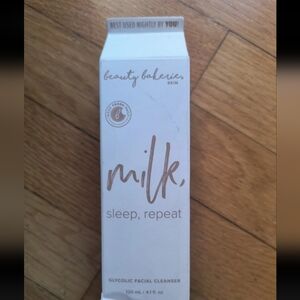 BEST USED NIGHTLY BY YOU!
beauty bakerie
SKIN
milk,
sleep, repeat
GLYCOLIC FACIAL CLEANSER